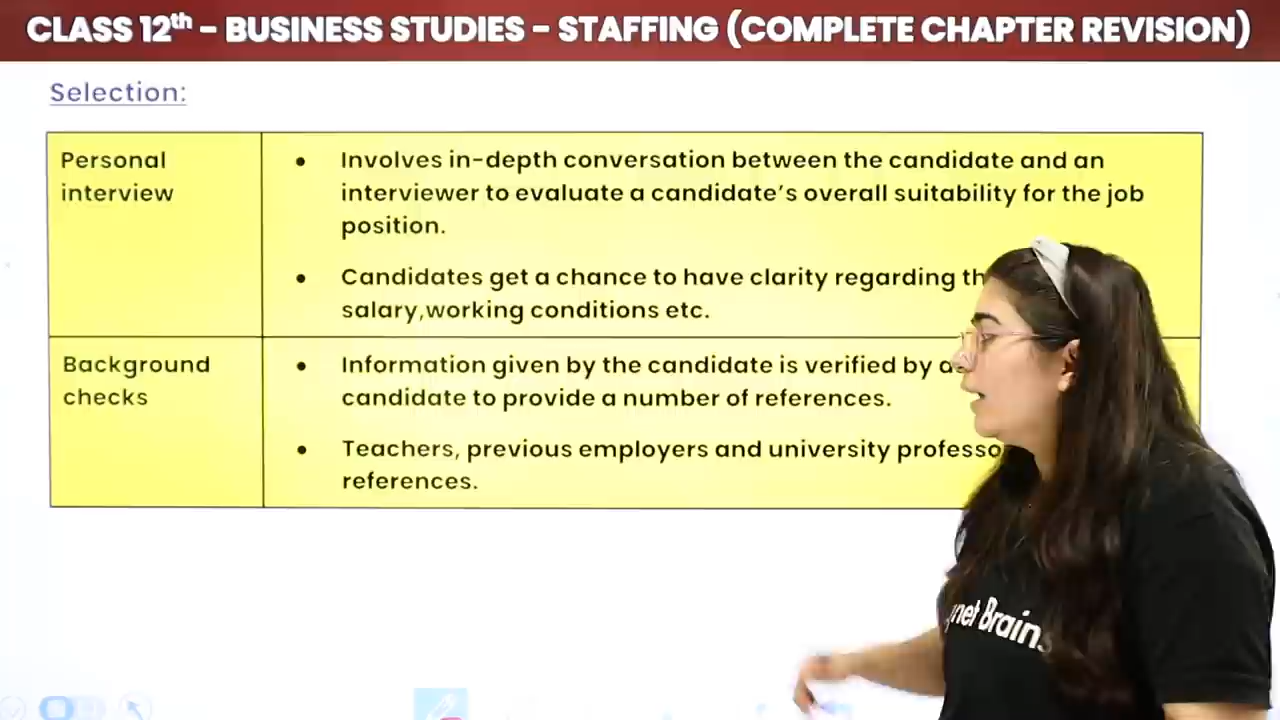 CLASS 12th - BUSINESS STUDIES - STAFFING (COMPLETE CHAPTER REVISION)
Selection:
Personal
interview
• Involves in-depth conversation between the candidate and an
interviewer to evaluate a candidate's overall suitability for the job
position.
• Candidates get a chance to have clarity regarding
salary,working conditions etc.
Background
checks
• Information given by the candidate is verified by
candidate to provide a number of references.
• Teachers, previous employers and university
references.
Brains